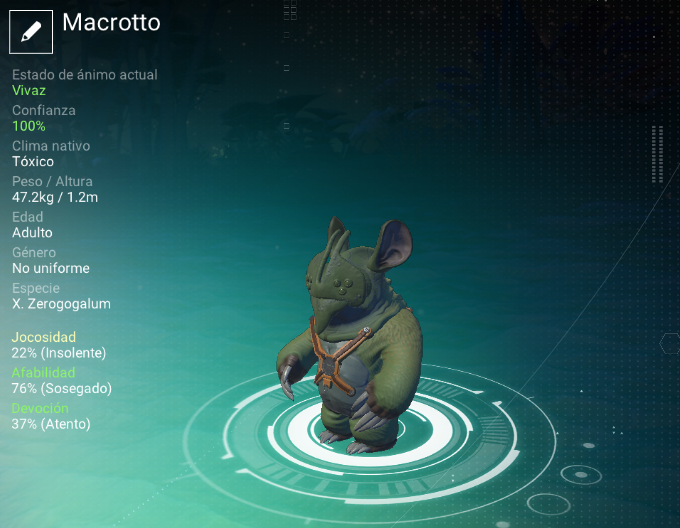 Macrotto
Estado de ánimo actual
Vivaz
Confianza
100%
Clima nativo
Tóxico
Peso / Altura
47.2kg / 1.2m
Edad
Adulto
Género
No uniforme
Especie
X. Zerogogalum
Jocosidad
22% (Insolente)
Afabilidad
76% (Sosegado)
Devoción
37% (Atento)